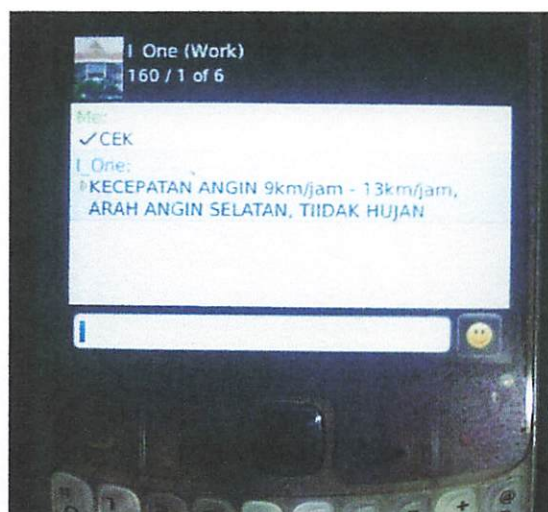 I_One (Work)
160 / 1 of 6
Me:
✓CEK
I_One:
KECEPATAN ANGIN 9km/jam - 13km/jam,
ARAH ANGIN SELATAN, TIIDAK HUJAN